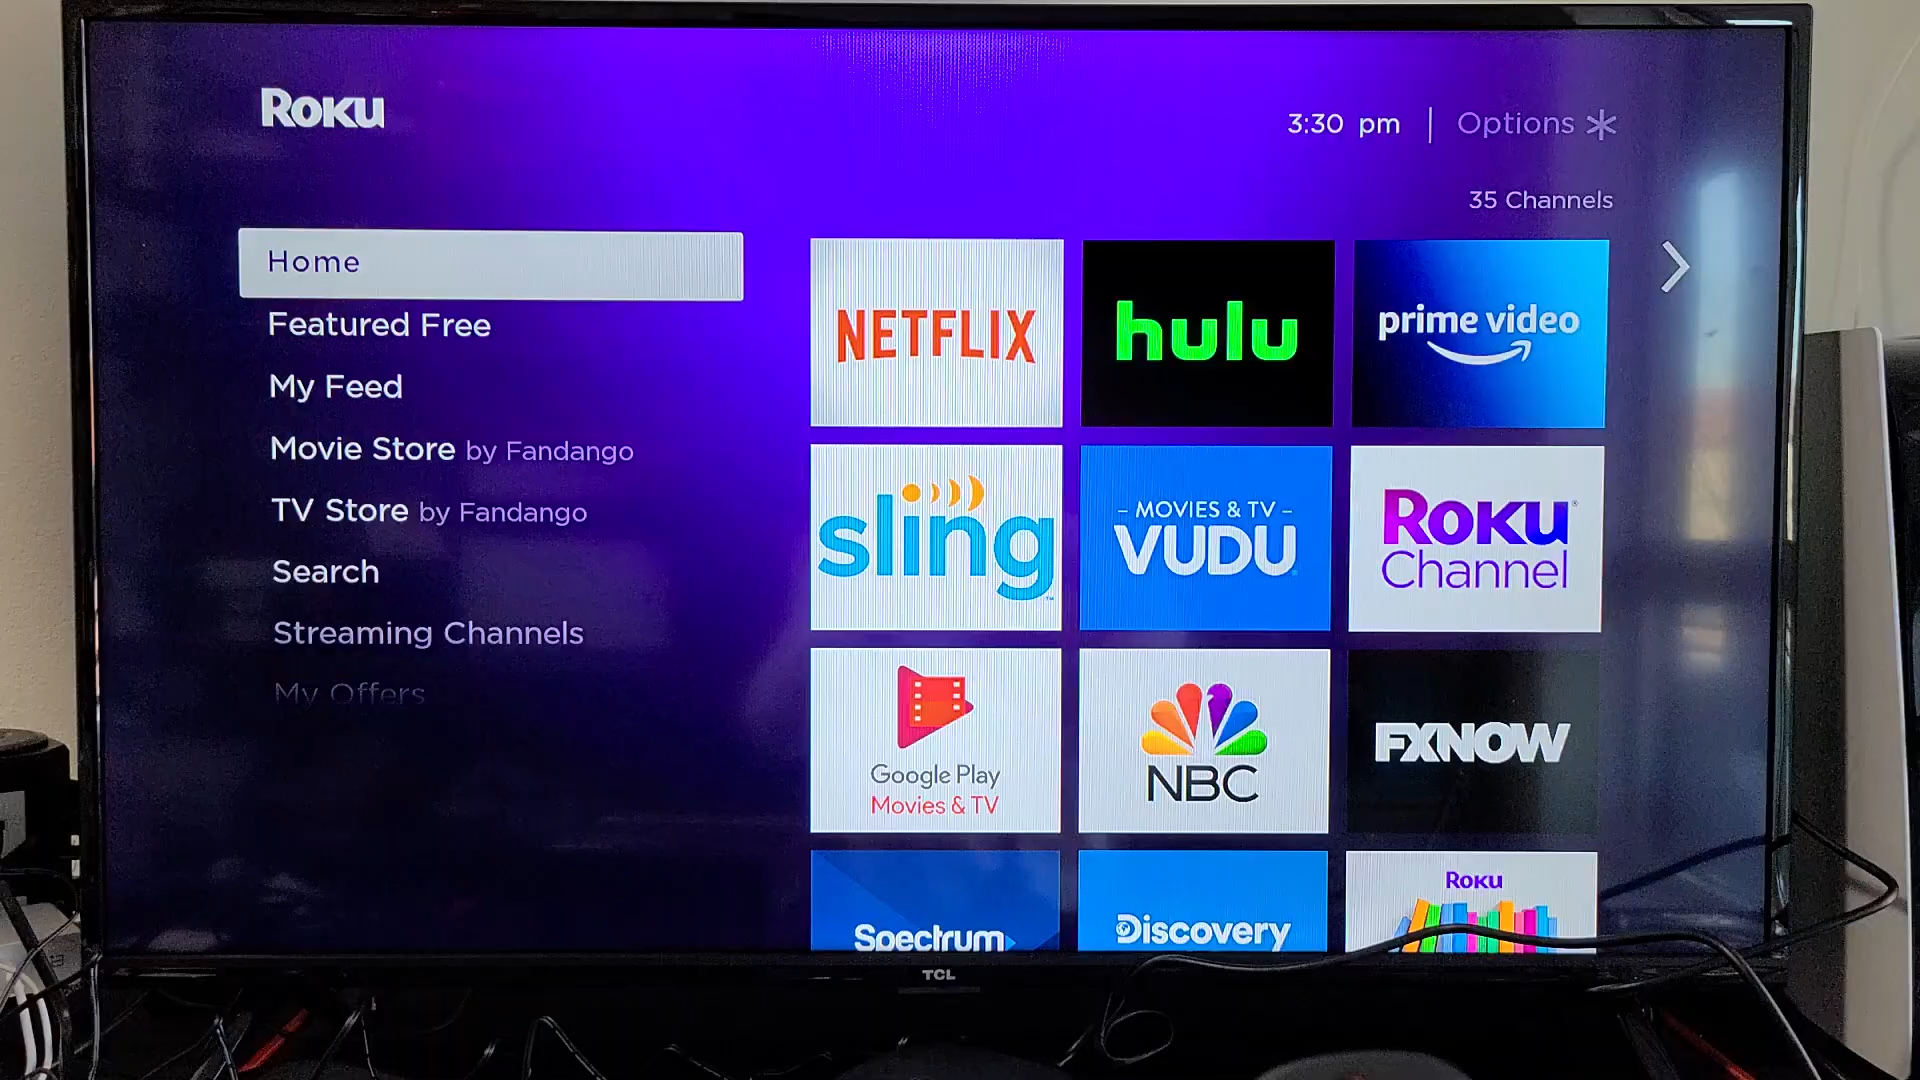 Roku
3:30 pm | Options *
35 Channels
Home
Featured Free
My Feed
Movie Store by Fandango
TV Store by Fandango
Search
Streaming Channels
My Offers
NETFLIX
hulu
prime video
sling
- MOVIES & TV -
VUDU
Roku
Channel
Google Play
Movies & TV
NBC
FXNOW
Spectrum
Discovery
Roku
TCL